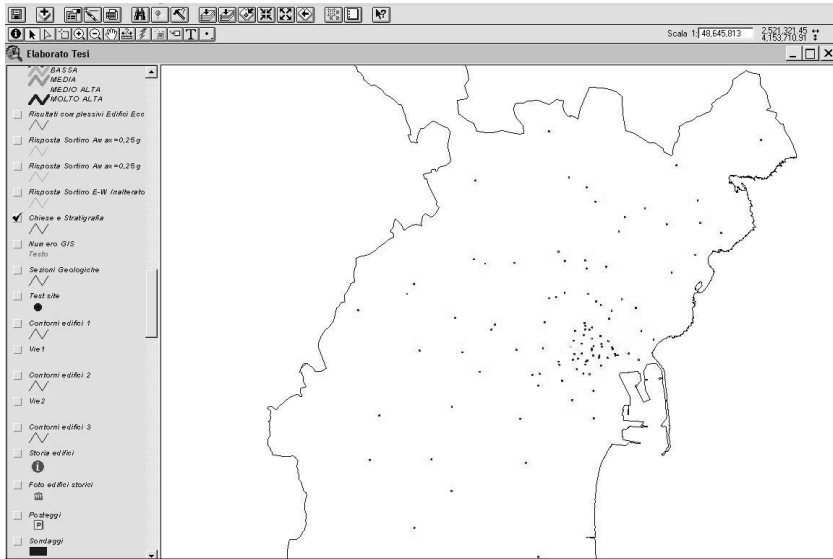 Scala 1: 48,645,813
2,521,321.45
4,153,710.91
Elaborato Tesi
BASSA
MEDIA
MEDIO ALTA
MOLTO ALTA
Risultati complessivi Edifici Ecc
Risposta Sortino Amax=0,25g
Risposta Sortino Amax=0,25g
Risposta Sortino E-W Inalterato
Chiese e Stratigrafia
Numero GIS
Testo
Sezioni Geologiche
Test site
Contorni edifici 1
Vie1
Contorni edifici 2
Vie2
Contorni edifici 3
Storia edifici
Foto edifici storici
Posteggi
P
Sondaggi